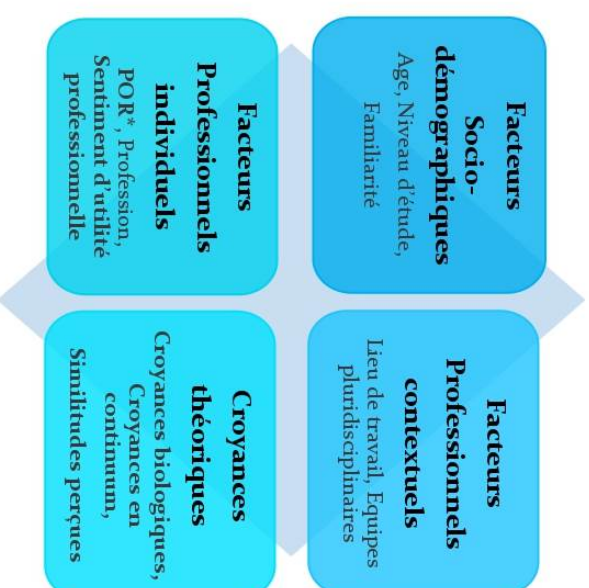 Facteurs
Socio-
démographiques
Age, Niveau d'étude,
Familiarité
Facteurs
Professionnels
contextuels
Lieu de travail, Equipes
pluridisciplinaires
Facteurs
Professionnels
individuels
POR*, Profession,
Sentiment d'utilité
professionnelle
Croyances
théoriques
Croyances biologiques,
Croyances en
continuum,
Similitudes perçues